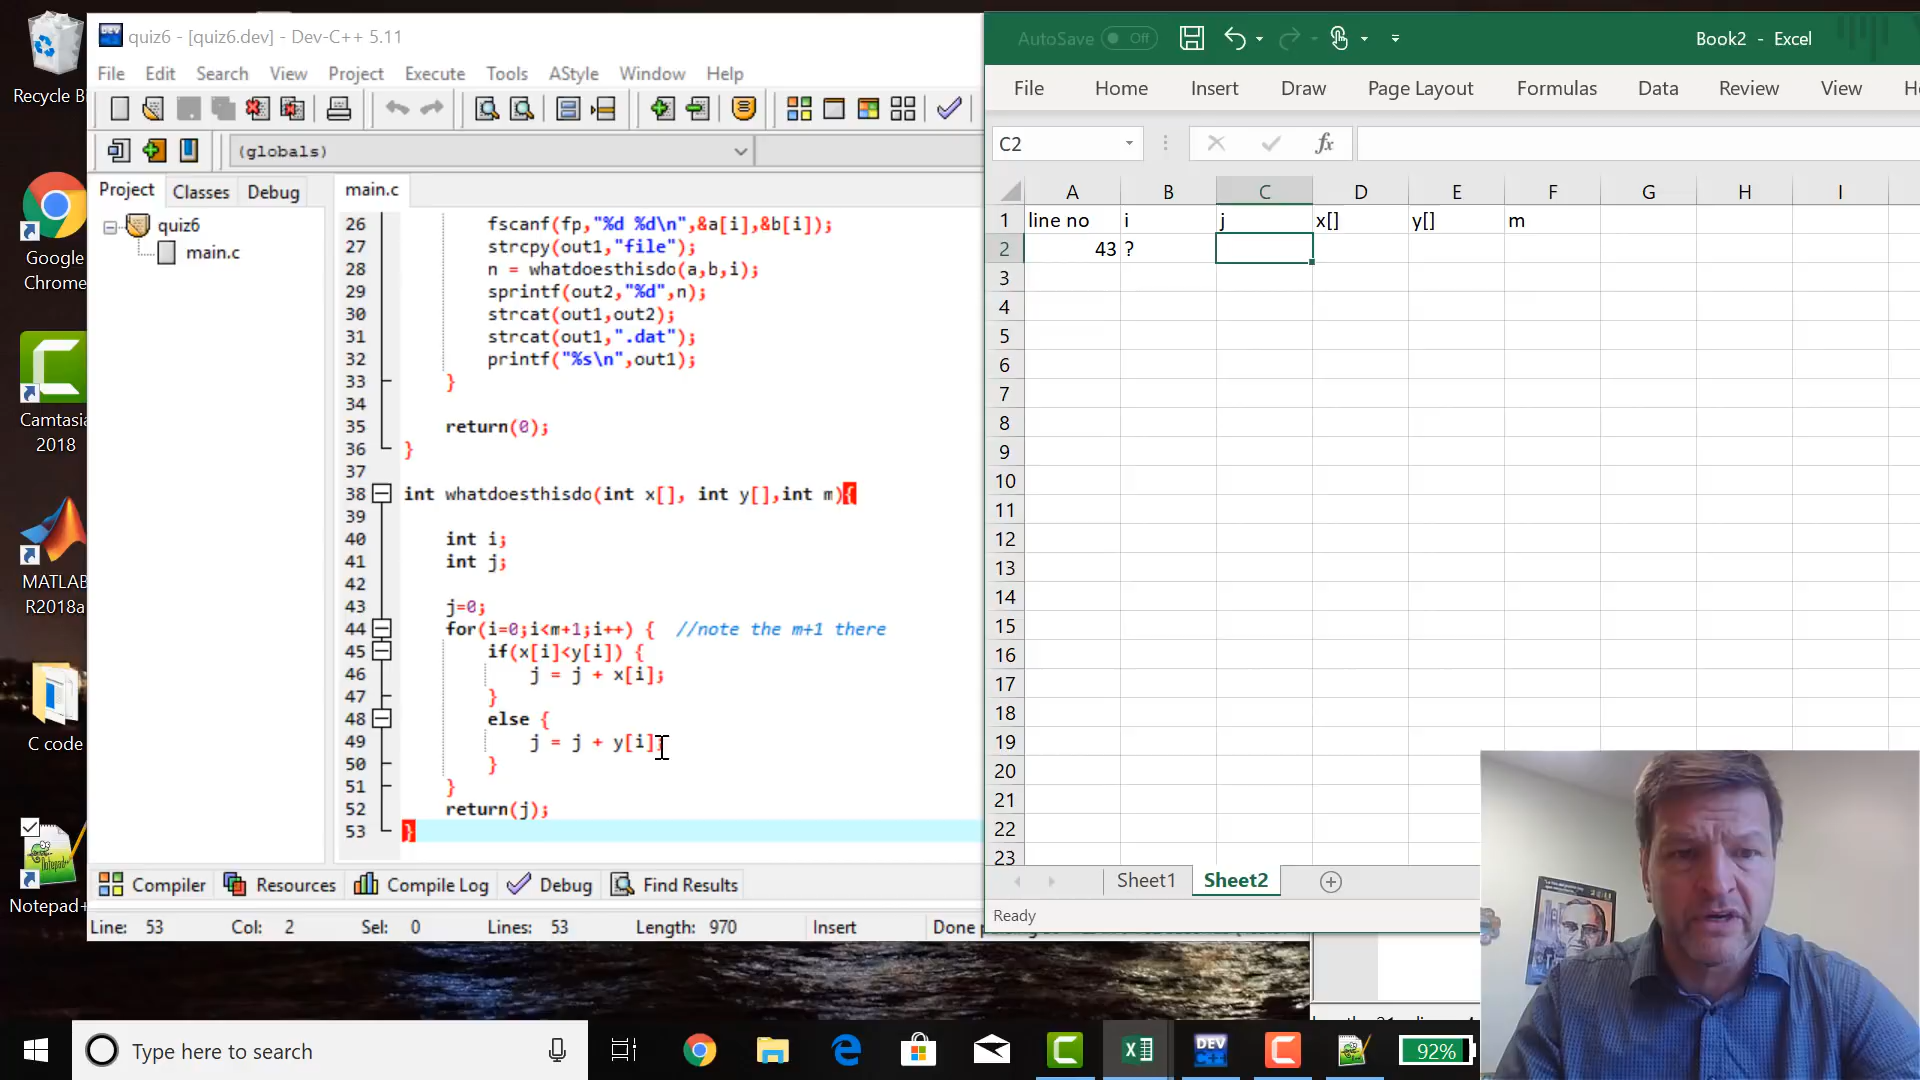 Recycle Bi
Google
Chrome
Camtasia
2018
MATLAB
R2018a
C code
Notepad+
quiz6 - [quiz6.dev] - Dev-C++ 5.11
File Edit Search View Project Execute Tools AStyle Window Help
(globals)
Project Classes Debug
quiz6
main.c
main.c
26 fscanf(fp,"%d %d\n",&a[i],&b[i]);
27 strcpy(out1,"file");
28 n = whatdoesthisdo(a,b,i);
29 sprintf(out2,"%d",n);
30 strcat(out1,out2);
31 strcat(out1,".dat");
32 printf("%s\n",out1);
33 }
34
35 return(0);
36 }
37
38 int whatdoesthisdo(int x[], int y[],int m){
39
40 int i;
41 int j;
42
43 j=0;
44 for(i=0;i<m+1;i++) { //note the m+1 there
45 if(x[i]<y[i]) {
46 j = j + x[i];
47 }
48 else {
49 j = j + y[i];
50 }
51 }
52 return(j);
53 }
Compiler Resources Compile Log Debug Find Results
Line: 53 Col: 2 Sel: 0 Lines: 53 Length: 970 Insert
AutoSave Off
Book2 - Excel
File Home Insert Draw Page Layout Formulas Data Review View
C2
fx
A B C D E F G H I
1 line no i j x[] y[] m
2 43 ?
3
4
5
6
7
8
9
10
11
12
13
14
15
16
17
18
19
20
21
22
23
Sheet1 Sheet2
Ready
Type here to search
DEV
C++
92%